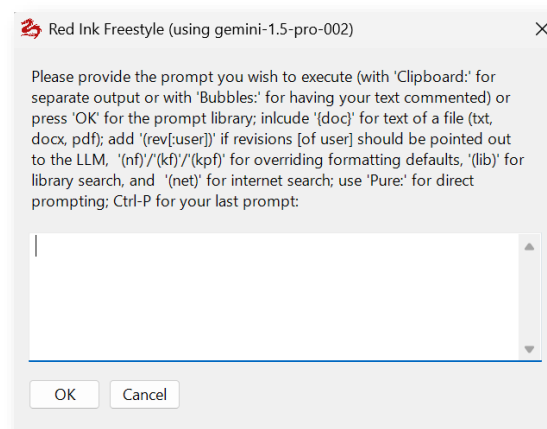 Red Ink Freestyle (using gemini-1.5-pro-002)
Please provide the prompt you wish to execute (with 'Clipboard:' for
separate output or with 'Bubbles:' for having your text commented) or
press 'OK' for the prompt library; inlcude '{doc}' for text of a file (txt,
docx, pdf); add '(rev[:user])' if revisions [of user] should be pointed out
to the LLM,  '(nf)'/'(kf)'/'(kpf)' for overriding formatting defaults, '(lib)' for
library search, and  '(net)' for internet search; use 'Pure:' for direct
prompting; Ctrl-P for your last prompt:
OK Cancel